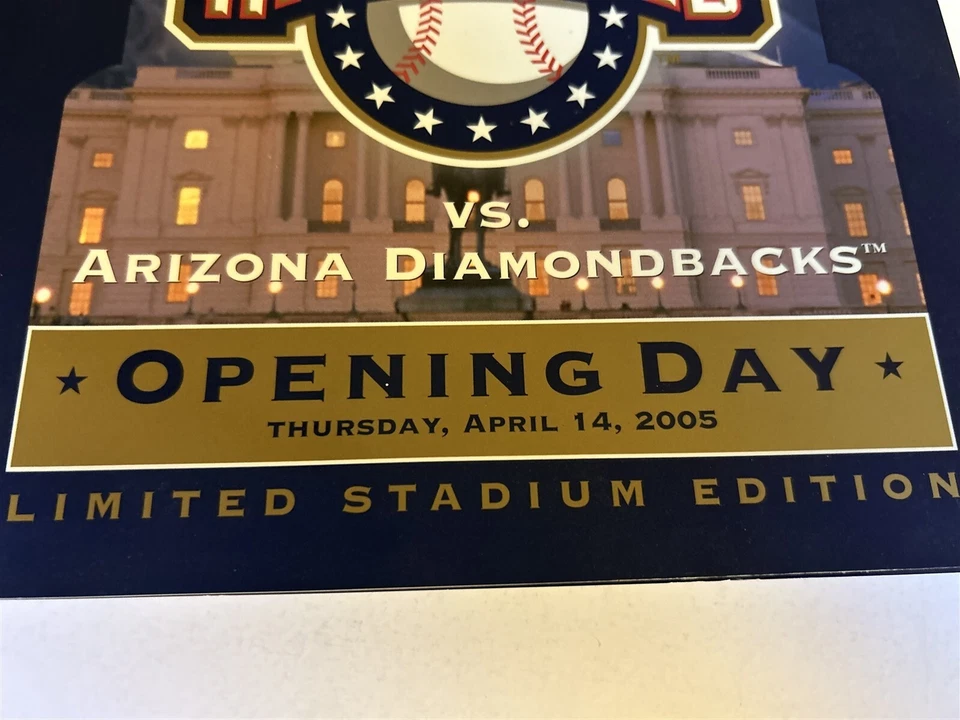 VS.
ARIZONA DIAMONDBACKS™
★ OPENING DAY ★
THURSDAY, APRIL 14, 2005
LIMITED STADIUM EDITION